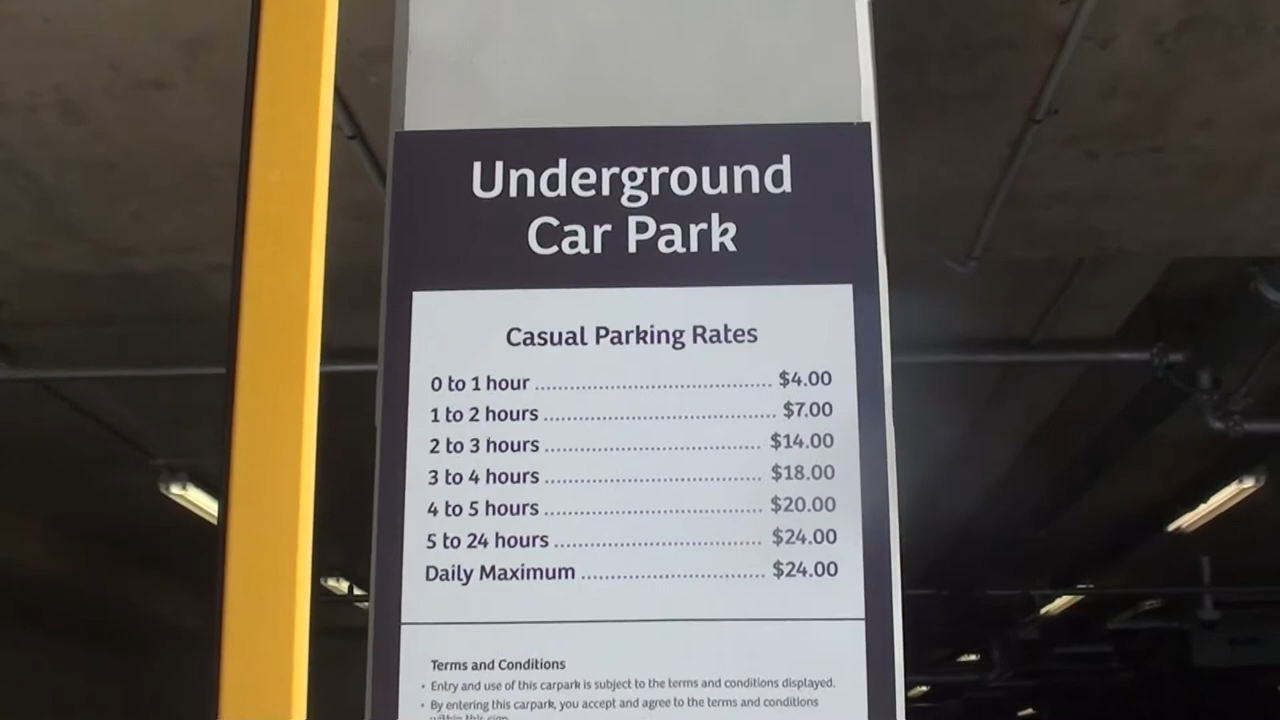 Underground
Car Park
Casual Parking Rates
0 to 1 hour ........................................................ $4.00
1 to 2 hours ....................................................... $7.00
2 to 3 hours ................................................... $14.00
3 to 4 hours ................................................... $18.00
4 to 5 hours ................................................... $20.00
5 to 24 hours ................................................ $24.00
Daily Maximum .......................................... $24.00
Terms and Conditions
• Entry and use of this carpark is subject to the terms and conditions displayed.
• By entering this carpark, you accept and agree to the terms and conditions
within this sign